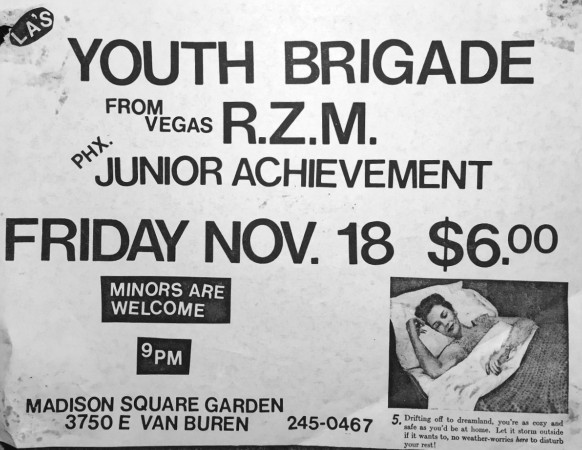 LA'S
YOUTH BRIGADE
FROM
VEGAS R.Z.M.
PHX.
JUNIOR ACHIEVEMENT
FRIDAY NOV. 18 $6.00
MINORS ARE
WELCOME
9PM
MADISON SQUARE GARDEN
3750 E VAN BUREN 245-0467
5. Drifting off to dreamland, you're as cozy and
safe as you'd be at home. Let it storm outside
if it wants to, no weather-worries here to disturb
your rest!